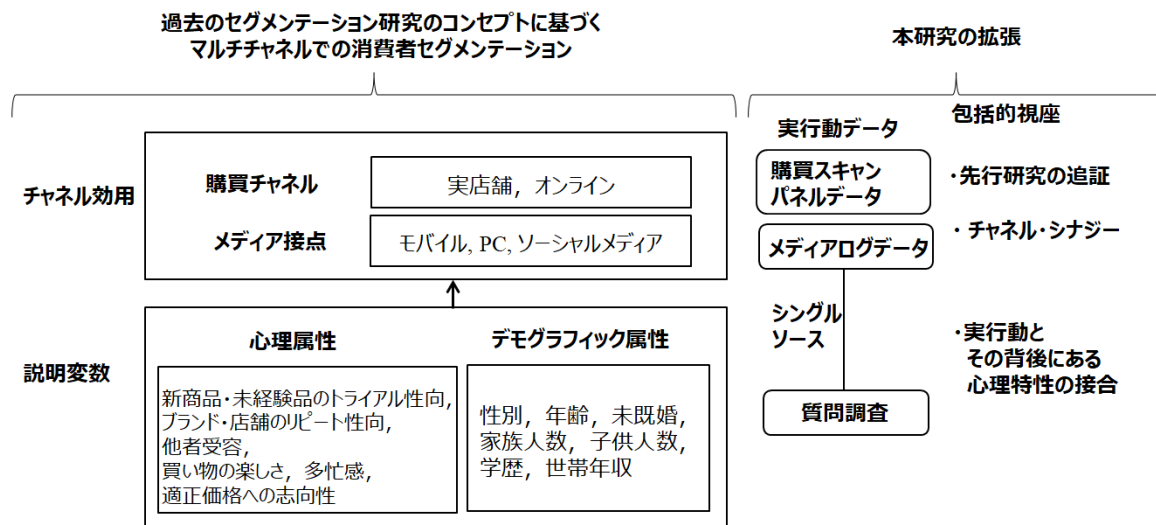 過去のセグメンテーション研究のコンセプトに基づく
マルチチャネルでの消費者セグメンテーション
本研究の拡張
チャネル効用
購買チャネル
実店舗，オンライン
メディア接点
モバイル, PC, ソーシャルメディア
説明変数
心理属性
新商品・未経験品のトライアル性向,
ブランド・店舗のリピート性向,
他者受容,
買い物の楽しさ，多忙感,
適正価格への志向性
デモグラフィック属性
性別，年齢，未既婚,
家族人数，子供人数,
学歴，世帯年収
実行動データ
購買スキャン
パネルデータ
メディアログデータ
シングル
ソース
質問調査
包括的視座
・先行研究の追証
・チャネル・シナジー
・実行動と
その背後にある
心理特性の接合